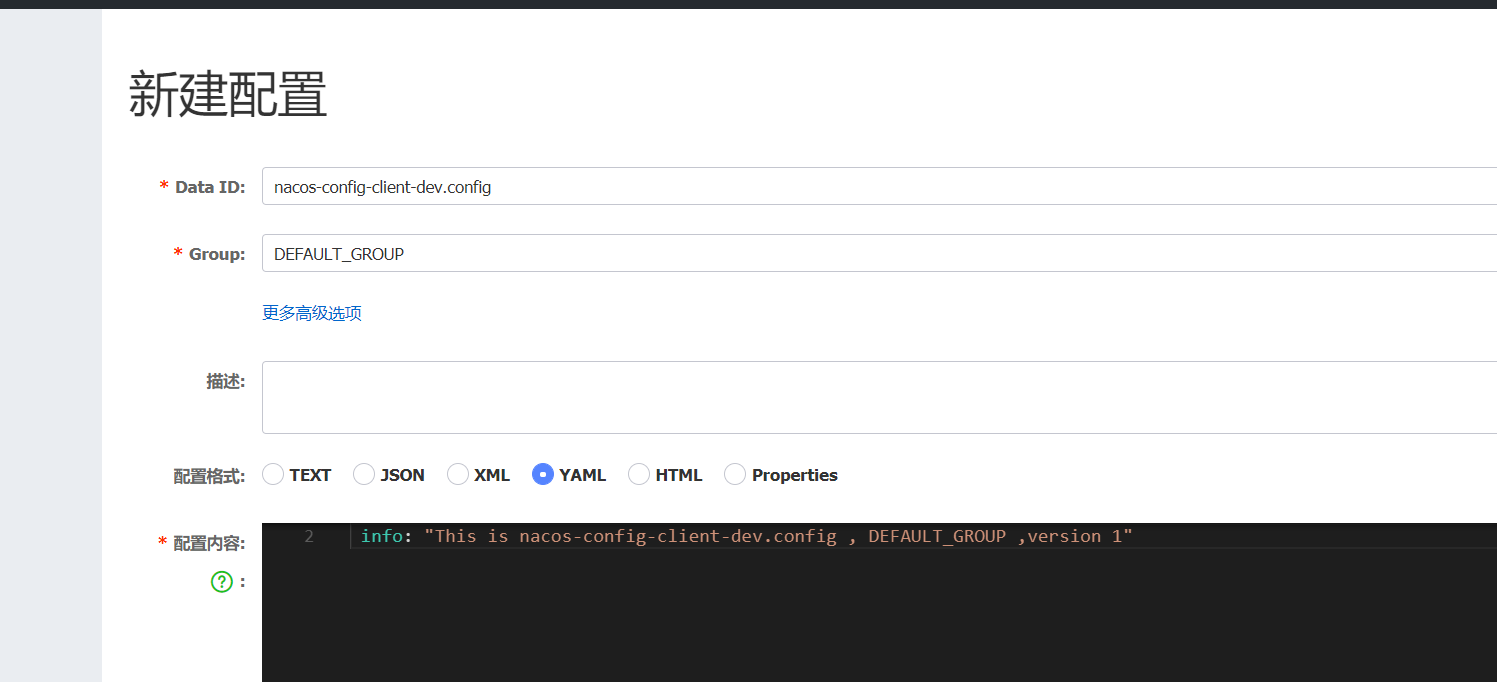 新建配置
* Data ID: nacos-config-client-dev.config
* Group: DEFAULT_GROUP
更多高级选项
描述:
配置格式: TEXT JSON XML YAML HTML Properties
* 配置内容: 2 info: "This is nacos-config-client-dev.config , DEFAULT_GROUP ,version 1"
? :